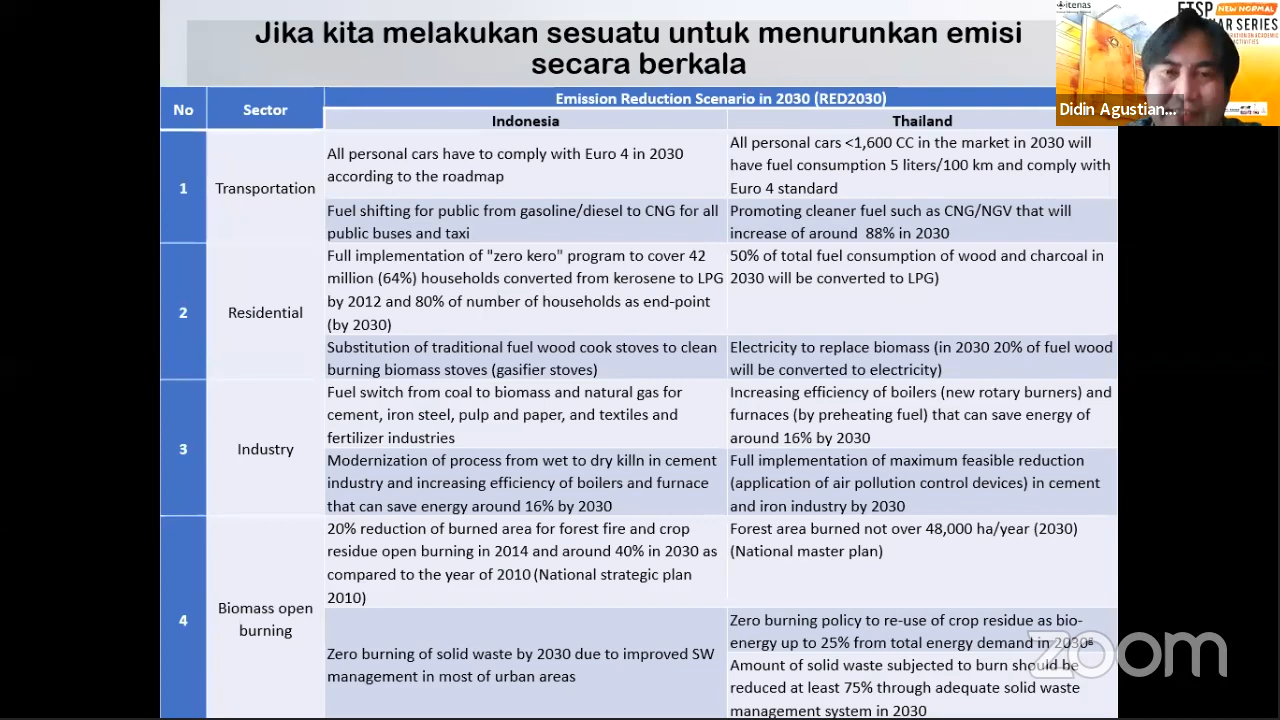 Jika kita melakukan sesuatu untuk menurunkan emisi
secara berkala
itenas
ETSP NEW NORMAL
AR SERIES
Didin Agustian...
No
Sector
Emission Reduction Scenario in 2030 (RED2030)
Indonesia
Thailand
1
Transportation
All personal cars have to comply with Euro 4 in 2030
according to the roadmap
All personal cars <1,600 CC in the market in 2030 will
have fuel consumption 5 liters/100 km and comply with
Euro 4 standard
Fuel shifting for public from gasoline/diesel to CNG for all
public buses and taxi
Promoting cleaner fuel such as CNG/NGV that will
increase of around 88% in 2030
2
Residential
Full implementation of "zero kero" program to cover 42
million (64%) households converted from kerosene to LPG
by 2012 and 80% of number of households as end-point
(by 2030)
50% of total fuel consumption of wood and charcoal in
2030 will be converted to LPG)
Substitution of traditional fuel wood cook stoves to clean
burning biomass stoves (gasifier stoves)
Electricity to replace biomass (in 2030 20% of fuel wood
will be converted to electricity)
3
Industry
Fuel switch from coal to biomass and natural gas for
cement, iron steel, pulp and paper, and textiles and
fertilizer industries
Increasing efficiency of boilers (new rotary burners) and
furnaces (by preheating fuel) that can save energy of
around 16% by 2030
Modernization of process from wet to dry killn in cement
industry and increasing efficiency of boilers and furnace
that can save energy around 16% by 2030
Full implementation of maximum feasible reduction
(application of air pollution control devices) in cement
and iron industry by 2030
4
Biomass open
burning
20% reduction of burned area for forest fire and crop
residue open burning in 2014 and around 40% in 2030 as
compared to the year of 2010 (National strategic plan
2010)
Forest area burned not over 48,000 ha/year (2030)
(National master plan)
Zero burning of solid waste by 2030 due to improved SW
management in most of urban areas
Zero burning policy to re-use of crop residue as bio-
energy up to 25% from total energy demand in 2030
Amount of solid waste subjected to burn should be
reduced at least 75% through adequate solid waste
management system in 2030
zoom